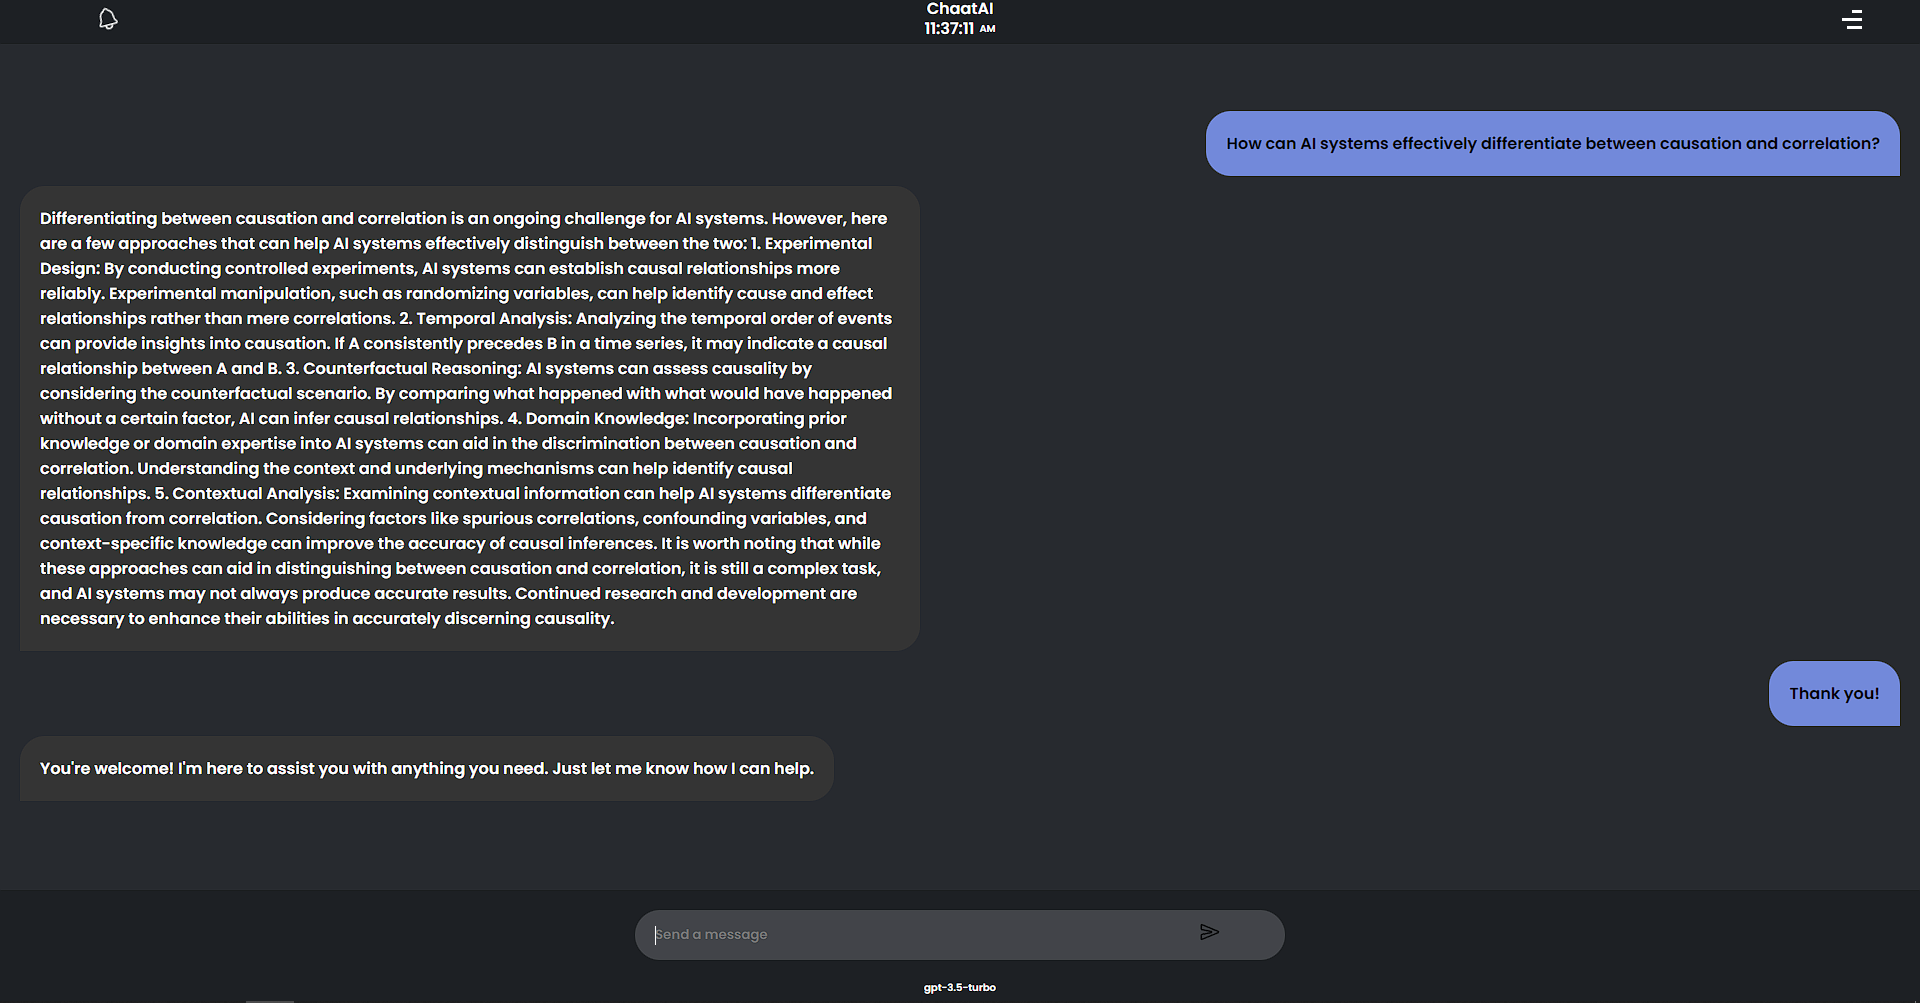 ChaatAI
11:37:11 AM
How can AI systems effectively differentiate between causation and correlation?
Differentiating between causation and correlation is an ongoing challenge for AI systems. However, here
are a few approaches that can help AI systems effectively distinguish between the two: 1. Experimental
Design: By conducting controlled experiments, AI systems can establish causal relationships more
reliably. Experimental manipulation, such as randomizing variables, can help identify cause and effect
relationships rather than mere correlations. 2. Temporal Analysis: Analyzing the temporal order of events
can provide insights into causation. If A consistently precedes B in a time series, it may indicate a causal
relationship between A and B. 3. Counterfactual Reasoning: AI systems can assess causality by
considering the counterfactual scenario. By comparing what happened with what would have happened
without a certain factor, AI can infer causal relationships. 4. Domain Knowledge: Incorporating prior
knowledge or domain expertise into AI systems can aid in the discrimination between causation and
correlation. Understanding the context and underlying mechanisms can help identify causal
relationships. 5. Contextual Analysis: Examining contextual information can help AI systems differentiate
causation from correlation. Considering factors like spurious correlations, confounding variables, and
context-specific knowledge can improve the accuracy of causal inferences. It is worth noting that while
these approaches can aid in distinguishing between causation and correlation, it is still a complex task,
and AI systems may not always produce accurate results. Continued research and development are
necessary to enhance their abilities in accurately discerning causality.
Thank you!
You're welcome! I'm here to assist you with anything you need. Just let me know how I can help.
Send a message
gpt-3.5-turbo